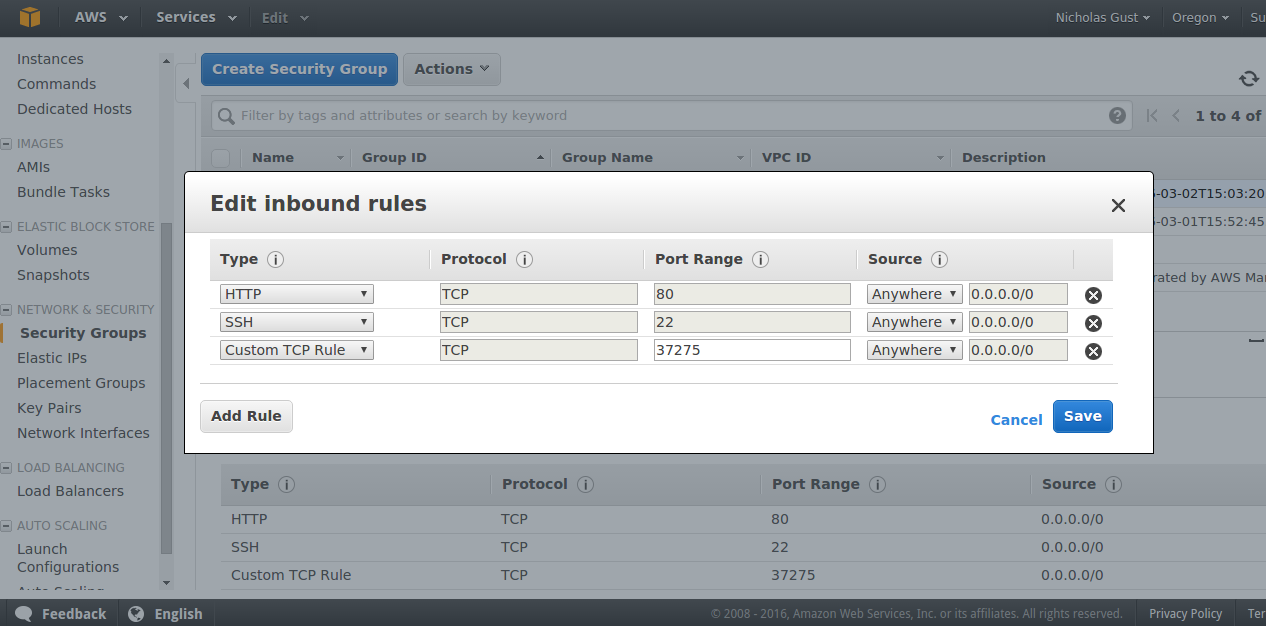 AWS Services Edit Nicholas Gust Oregon Su
Instances
Commands
Dedicated Hosts
IMAGES
AMIs
Bundle Tasks
ELASTIC BLOCK STORE
Volumes
Snapshots
NETWORK & SECURITY
Security Groups
Elastic IPs
Placement Groups
Key Pairs
Network Interfaces
LOAD BALANCING
Load Balancers
AUTO SCALING
Launch
Configurations
Create Security Group Actions
Filter by tags and attributes or search by keyword 1 to 4 of
Name Group ID Group Name VPC ID Description
-03-02T15:03:20
-03-01T15:52:45
rated by AWS Mar
Edit inbound rules
Type Protocol Port Range Source
HTTP TCP 80 Anywhere 0.0.0.0/0
SSH TCP 22 Anywhere 0.0.0.0/0
Custom TCP Rule TCP 37275 Anywhere 0.0.0.0/0
Add Rule Cancel Save
Type Protocol Port Range Source
HTTP TCP 80 0.0.0.0/0
SSH TCP 22 0.0.0.0/0
Custom TCP Rule TCP 37275 0.0.0.0/0
Feedback English © 2008 - 2016, Amazon Web Services, Inc. or its affiliates. All rights reserved. Privacy Policy Ter